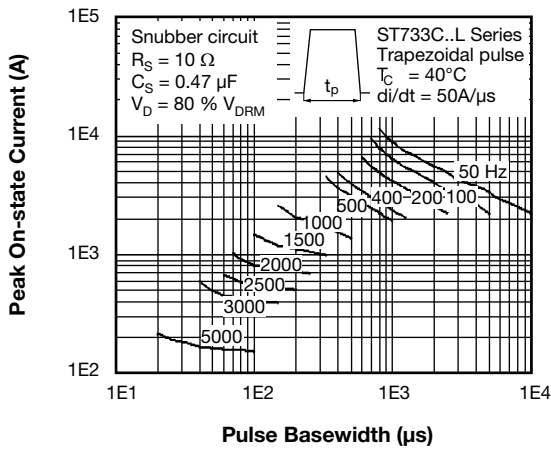 1E5
Snubber circuit
R_S = 10 Ω
C_S = 0.47 µF
V_D = 80 % V_DRM
t_p
ST733C..L Series
Trapezoidal pulse
T_C = 40°C
di/dt = 50A/µs
1E4
50 Hz
500 400 200 100
1000
1500
1E3
2000
2500
3000
5000
1E2
1E1 1E2 1E3 1E4
Pulse Basewidth (µs)
Peak On-state Current (A)